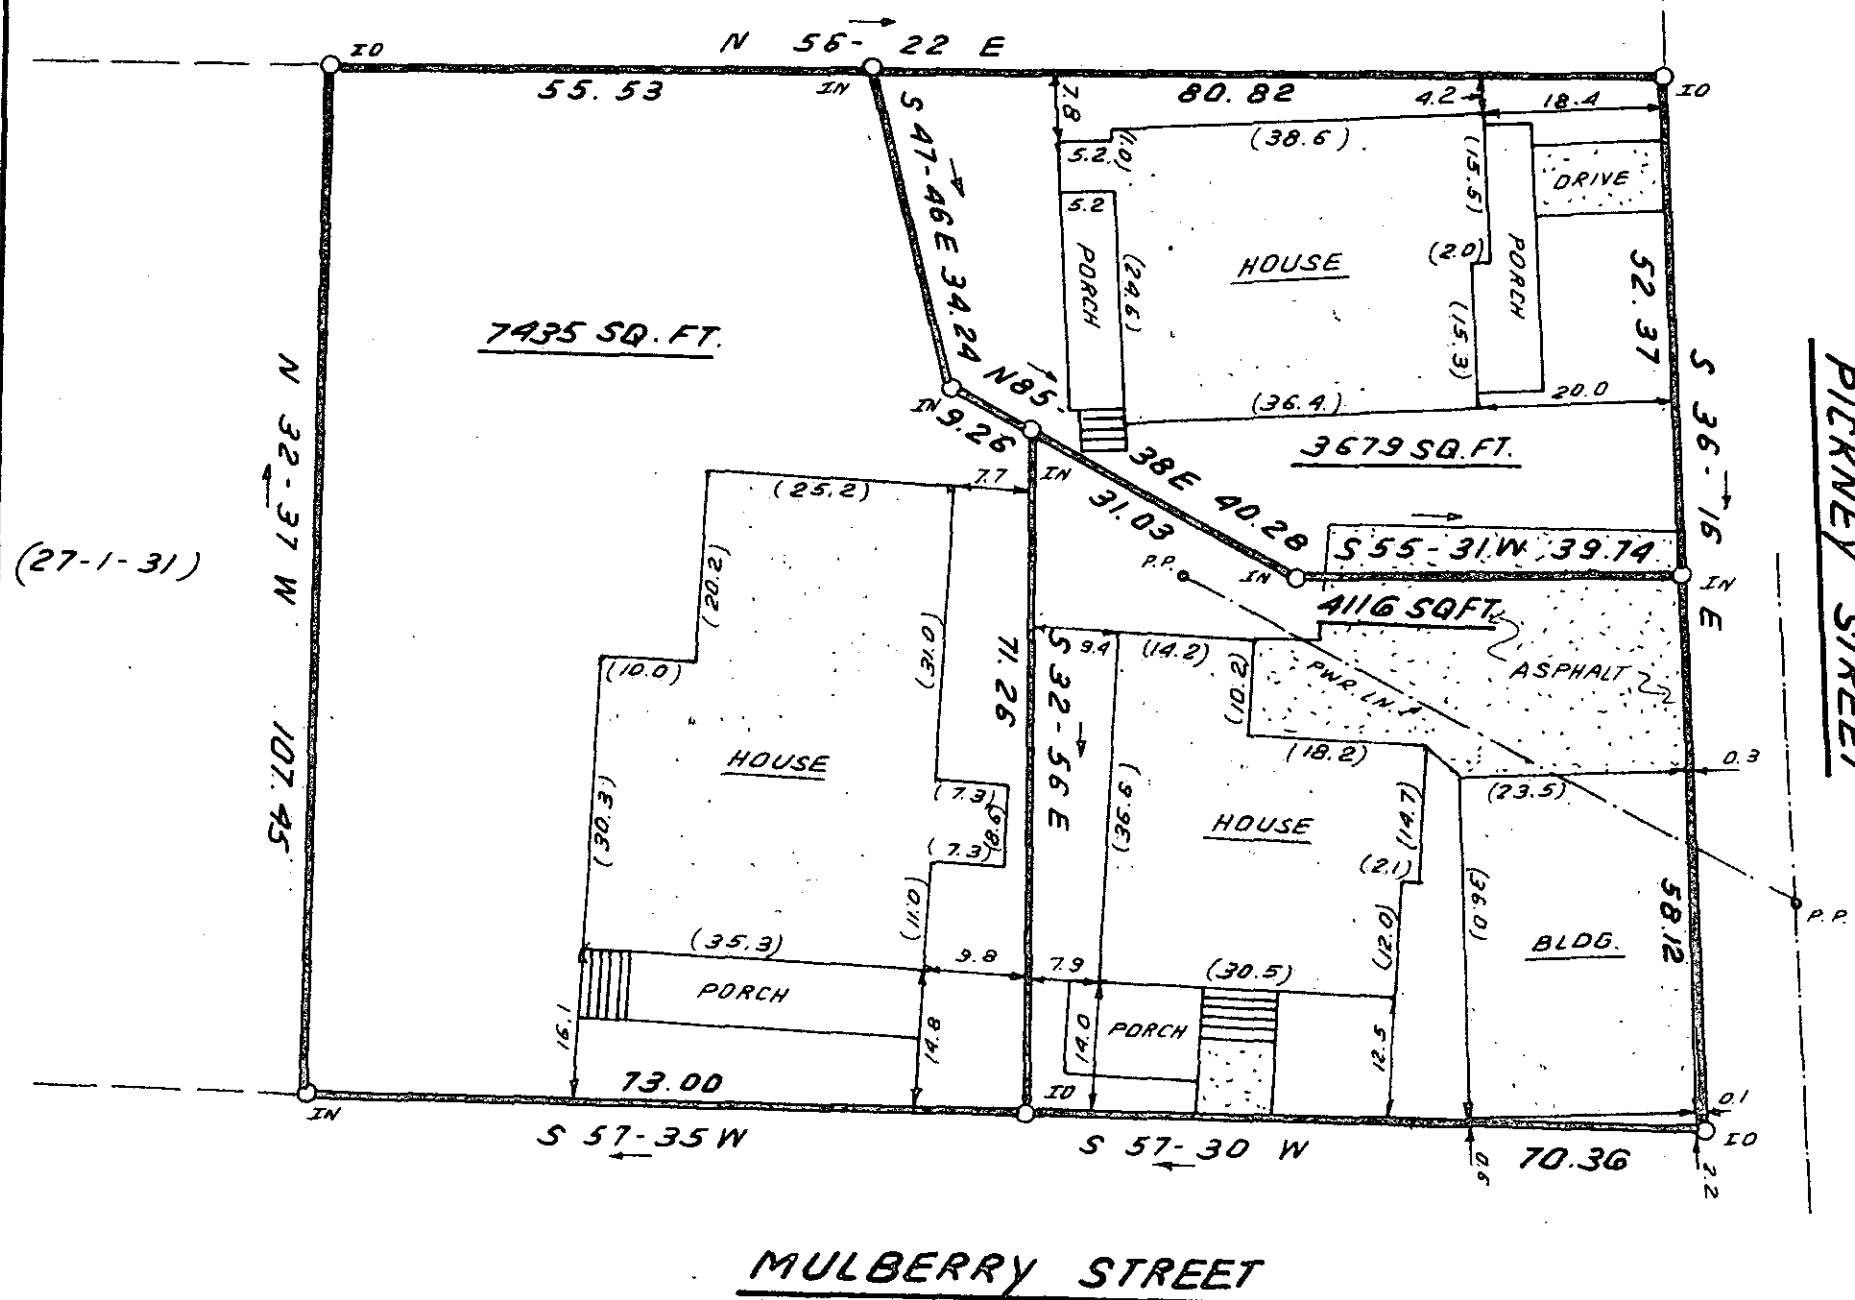 IO
N 56- 22 E
55.53
IN
80.82
7.8
4.2
18.4
IO
S 47-46E 34.24
5.2
(1.0)
(38.6)
(15.5)
DRIVE
5.2
PORCH
(24.6)
HOUSE
(2.0)
PORCH
52.37
(15.3)
7435 SQ.FT.
N85-
38E 40.28
(36.4)
20.0
IN
9.26
3679 SQ.FT.
S 36-16 E
PICKNEY STREET
N 32-37 W 107.45
7.7
IN
(25.2)
31.03
(27-1-31)
(20.2)
P.P.
IN
S 55-31 W 39.74
IN
4116 SQFT
(10.0)
(31.0)
71.26
S 32-56 E
9.4
(14.2)
(10.2)
PWR. LN.
ASPHALT
HOUSE
(18.2)
0.3
(30.3)
(7.3)
(8.9)
(7.3)
(35.9)
HOUSE
(14.7)
(23.5)
(2.1)
(11.0)
(36.0)
58.12
P.P.
(35.3)
9.8
7.9
(30.5)
(12.0)
BLDG.
PORCH
PORCH
16.1
14.8
14.0
12.5
73.00
IO
0.1
IN
IO
S 57-35 W
S 57-30 W
0.6
70.36
2.2
MULBERRY STREET